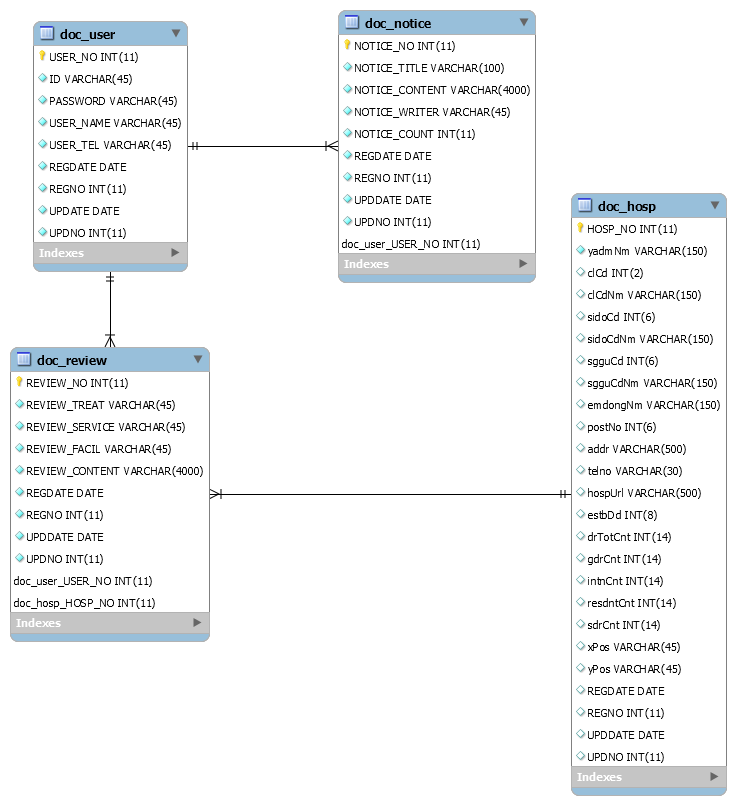 doc_user
USER_NO INT(11)
ID VARCHAR(45)
PASSWORD VARCHAR(45)
USER_NAME VARCHAR(45)
USER_TEL VARCHAR(45)
REGDATE DATE
REGNO INT(11)
UPDATE DATE
UPDNO INT(11)
Indexes
doc_notice
NOTICE_NO INT(11)
NOTICE_TITLE VARCHAR(100)
NOTICE_CONTENT VARCHAR(4000)
NOTICE_WRITER VARCHAR(45)
NOTICE_COUNT INT(11)
REGDATE DATE
REGNO INT(11)
UPDDATE DATE
UPDNO INT(11)
doc_user_USER_NO INT(11)
Indexes
doc_review
REVIEW_NO INT(11)
REVIEW_TREAT VARCHAR(45)
REVIEW_SERVICE VARCHAR(45)
REVIEW_FACIL VARCHAR(45)
REVIEW_CONTENT VARCHAR(4000)
REGDATE DATE
REGNO INT(11)
UPDDATE DATE
UPDNO INT(11)
doc_user_USER_NO INT(11)
doc_hosp_HOSP_NO INT(11)
Indexes
doc_hosp
HOSP_NO INT(11)
yadmNm VARCHAR(150)
clCd INT(2)
clCdNm VARCHAR(150)
sidoCd INT(6)
sidoCdNm VARCHAR(150)
sgguCd INT(6)
sgguCdNm VARCHAR(150)
emdongNm VARCHAR(150)
postNo INT(6)
addr VARCHAR(500)
telno VARCHAR(30)
hospUrl VARCHAR(500)
estbDd INT(8)
drTotCnt INT(14)
gdrCnt INT(14)
intnCnt INT(14)
resdntCnt INT(14)
sdrCnt INT(14)
xPos VARCHAR(45)
yPos VARCHAR(45)
REGDATE DATE
REGNO INT(11)
UPDDATE DATE
UPDNO INT(11)
Indexes